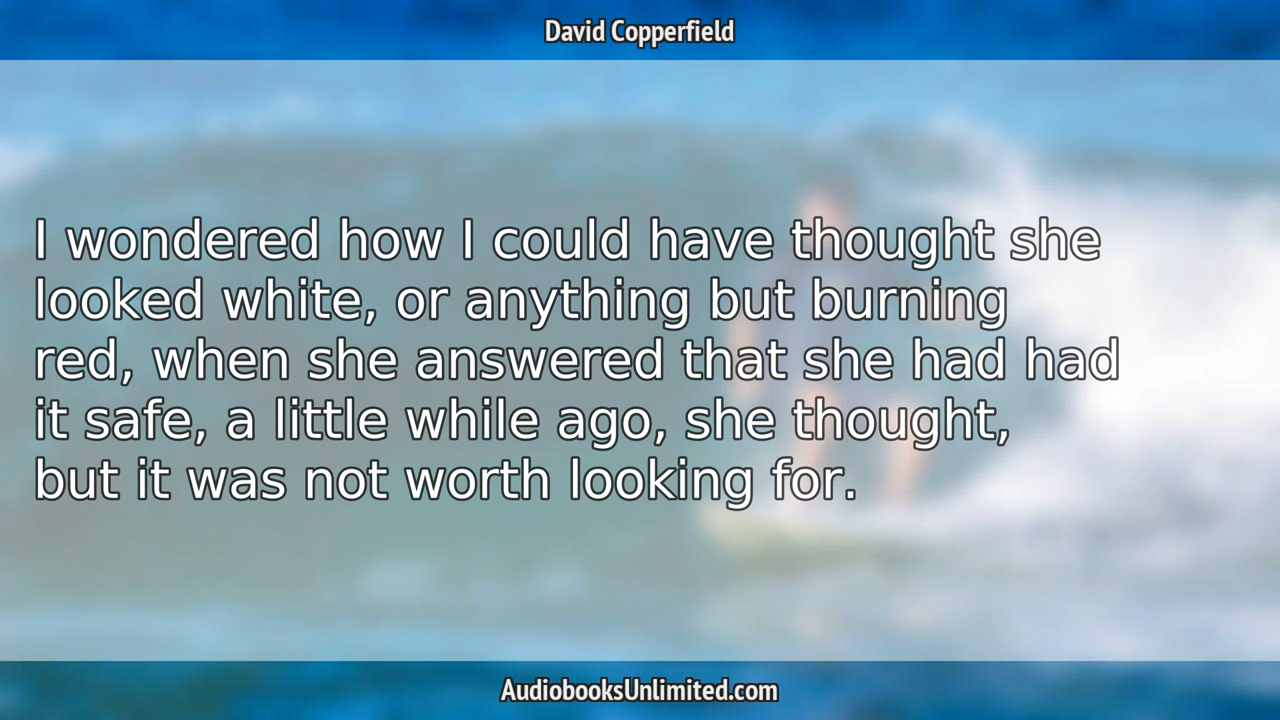 David Copperfield
I wondered how I could have thought she
looked white, or anything but burning
red, when she answered that she had had
it safe, a little while ago, she thought,
but it was not worth looking for.
AudiobooksUnlimited.com